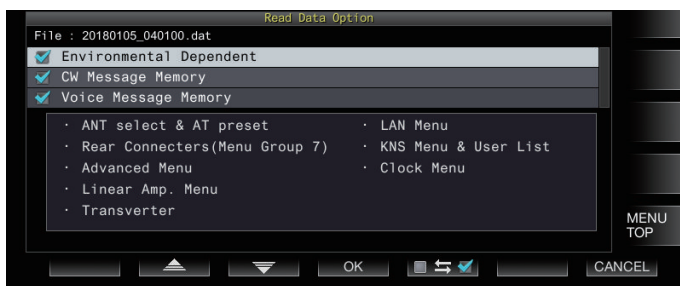 Read Data Option
File : 20180105_040100.dat
Environmental Dependent
CW Message Memory
Voice Message Memory
· ANT select & AT preset
· Rear Connecters(Menu Group 7)
· Advanced Menu
· Linear Amp. Menu
· Transverter
· LAN Menu
· KNS Menu & User List
· Clock Menu
MENU
TOP
OK
CANCEL